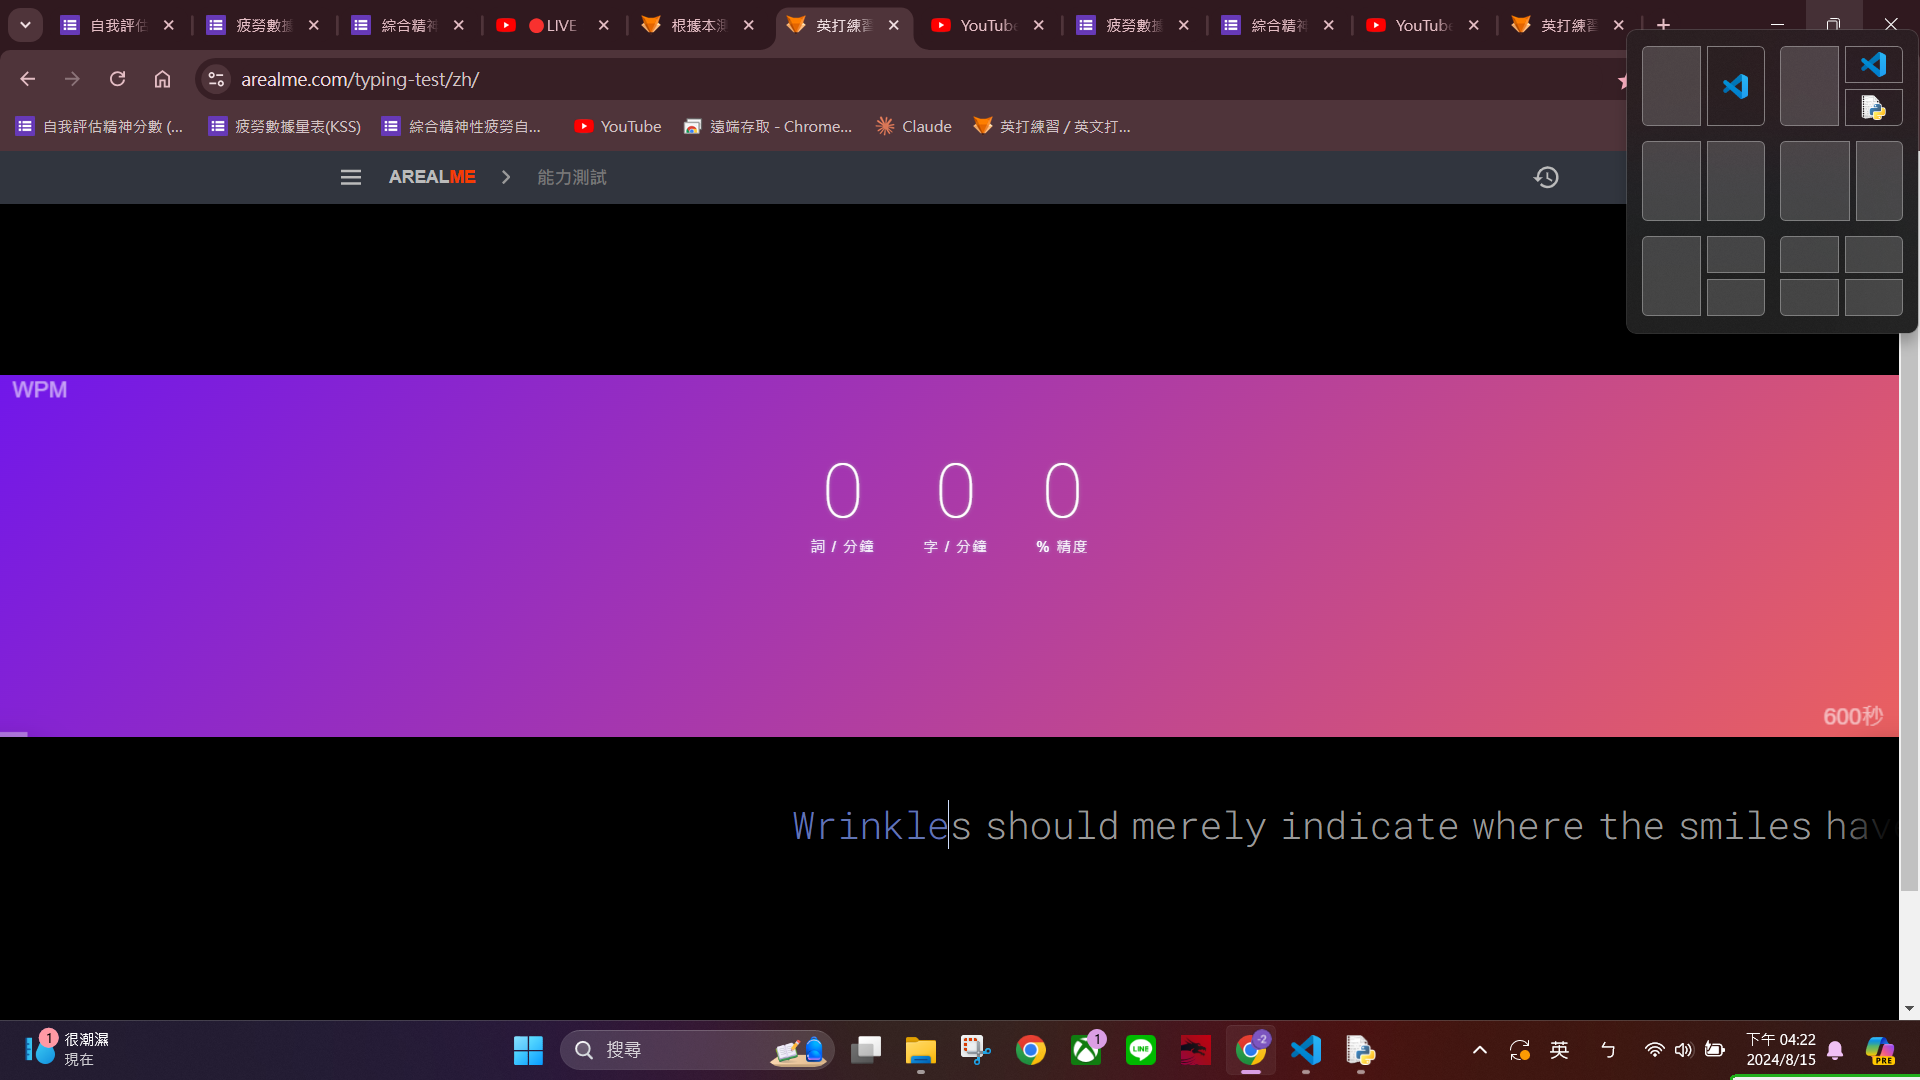 自我評估
疲勞數據
綜合精神
LIVE
根據本測
英打練習
YouTube
疲勞數據
綜合精神
YouTube
英打練習
arealme.com/typing-test/zh/
自我評估精神分數 (...
疲勞數據量表(KSS)
綜合精神性疲勞自...
YouTube
遠端存取 - Chrome...
Claude
英打練習 / 英文打...
AREALME
能力測試
WPM
0
0
0
詞 / 分鐘
字 / 分鐘
% 精度
600秒
Wrinkles should merely indicate where the smiles hav
1
很潮濕
現在
搜尋
1
LINE
-2
英
ㄅ
下午 04:22
2024/8/15
PRE